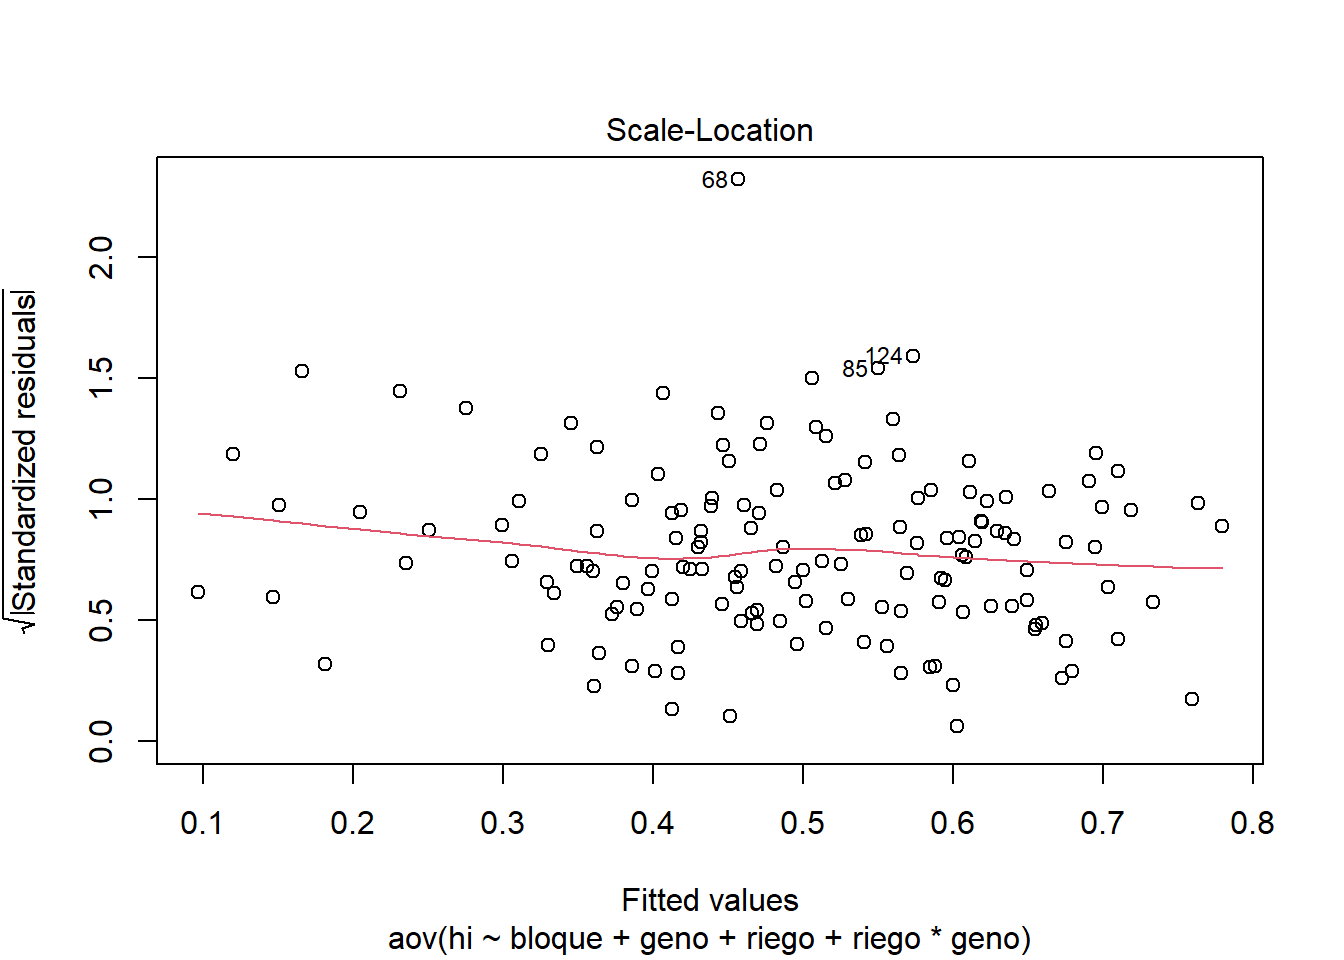 Scale-Location
√|Standardized residuals|
2.0
1.5
1.0
0.5
0.0
68
124
85
0.1 0.2 0.3 0.4 0.5 0.6 0.7 0.8
Fitted values
aov(hi ~ bloque + geno + riego + riego * geno)